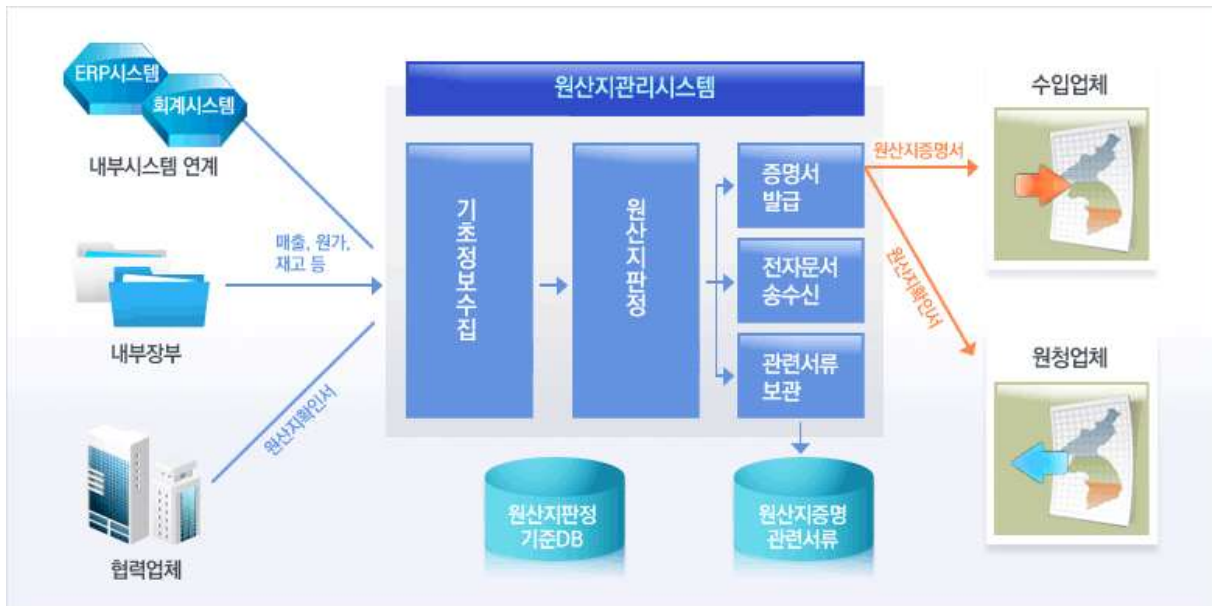 ERP시스템
회계시스템
내부시스템 연계
매출, 원가,
재고 등
내부장부
원산지확인서
협력업체
원산지관리시스템
기초정보수집
원산지판정
증명서
발급
전자문서
송수신
관련서류
보관
원산지판정
기준DB
원산지증명
관련서류
원산지증명서
원산지확인서
수입업체
원청업체